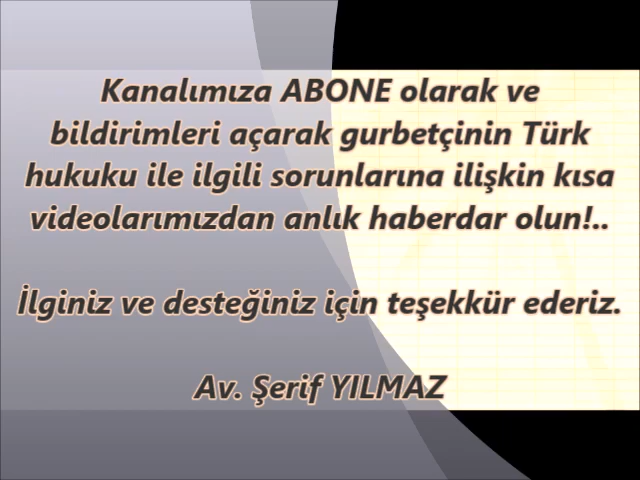 Kanalımıza ABONE olarak ve
bildirimleri açarak gurbetçinin Türk
hukuku ile ilgili sorunlarına ilişkin kısa
videolarımızdan anlık haberdar olun!..
İlginiz ve desteğiniz için teşekkür ederiz.
Av. Şerif YILMAZ